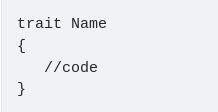 trait Name
{
   //code
}